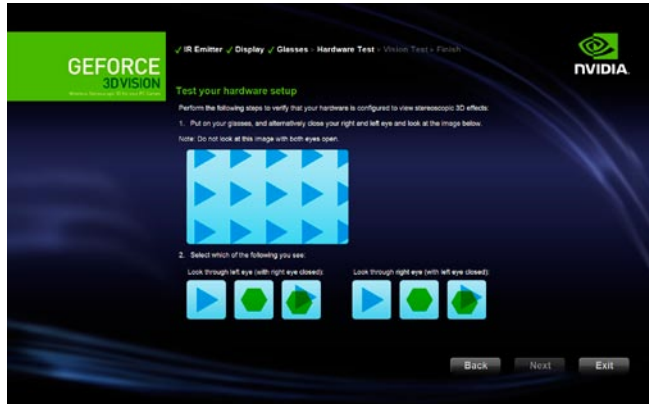 GEFORCE
3D VISION
✓ IR Emitter ✓ Display ✓ Glasses › Hardware Test › Vision Test › Finish
NVIDIA.
Test your hardware setup
Perform the following steps to verify that your hardware is configured to view stereoscopic 3D effects:
1. Put on your glasses, and alternatively close your right and left eye and look at the image below.
Note: Do not look at this image with both eyes open.
2. Select which of the following you see:
Look through left eye (with right eye closed):
Look through right eye (with left eye closed):
Back Next Exit